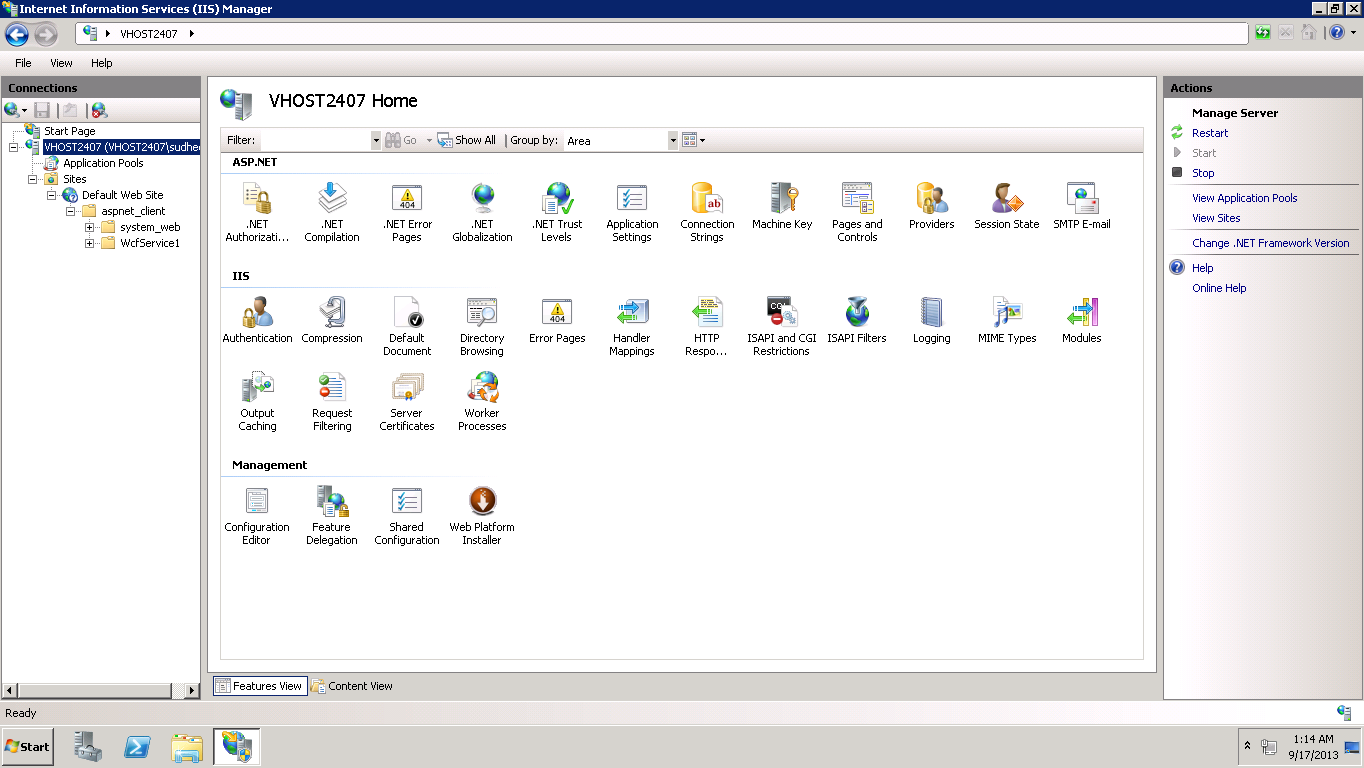 Internet Information Services (IIS) Manager
VHOST2407
File View Help
Connections
Start Page
VHOST2407 (VHOST2407\sudhee
Application Pools
Sites
Default Web Site
aspnet_client
system_web
WcfService1
VHOST2407 Home
Filter: Go Show All Group by: Area
ASP.NET
.NET Authorizati...
.NET Compilation
.NET Error Pages
.NET Globalization
.NET Trust Levels
Application Settings
Connection Strings
Machine Key
Pages and Controls
Providers
Session State
SMTP E-mail
IIS
Authentication
Compression
Default Document
Directory Browsing
Error Pages
Handler Mappings
HTTP Respo...
ISAPI and CGI Restrictions
ISAPI Filters
Logging
MIME Types
Modules
Output Caching
Request Filtering
Server Certificates
Worker Processes
Management
Configuration Editor
Feature Delegation
Shared Configuration
Web Platform Installer
Features View Content View
Actions
Manage Server
Restart
Start
Stop
View Application Pools
View Sites
Change .NET Framework Version
Help
Online Help
Ready
Start
1:14 AM
9/17/2013